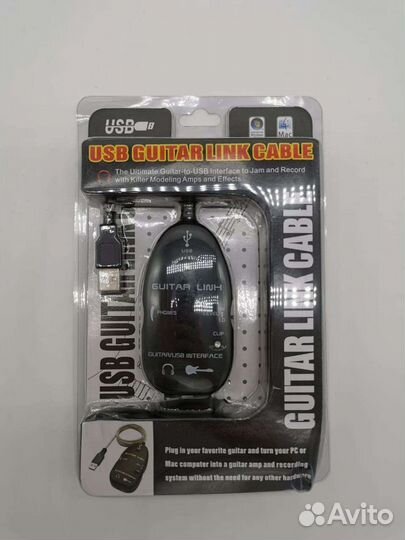 USB
Mac
USB GUITAR LINK CABLE
The Ultimate Guitar-to-USB Interface to Jam and Record
with Killer Modeling Amps and Effects.
USB
GUITAR LINK
PHONES
CLIP
GUITAR/USB INTERFACE
USB GUITAR LINK
GUITAR LINK CABLE
Plug in your favorite guitar and turn your PC or
Mac computer into a guitar amp and recording
system without the need for any other hardware
Avito